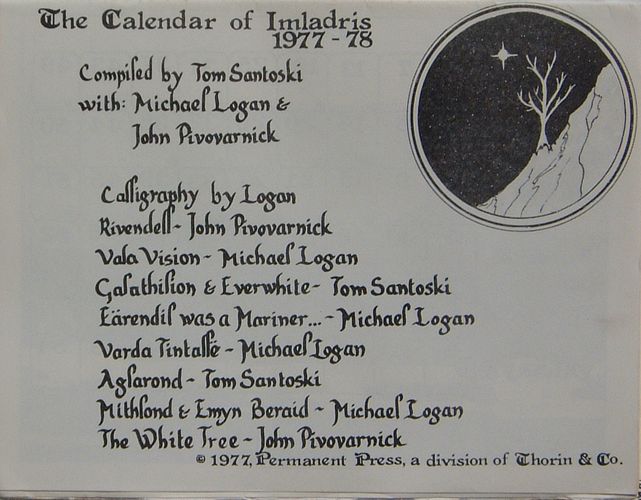 The Calendar of Imladris
1977-78
Compiled by Tom Santoski
with: Michael Logan &
John Pivovarnick
Calligraphy by Logan
Rivendell - John Pivovarnick
Vala Vision - Michael Logan
Galathilion & Everwhite - Tom Santoski
Eärendil was a Mariner... - Michael Logan
Varda Tintallë - Michael Logan
Aglarond - Tom Santoski
Mithlond & Emyn Beraid - Michael Logan
The White Tree - John Pivovarnick
© 1977, Permanent Press, a division of Thorin & Co.